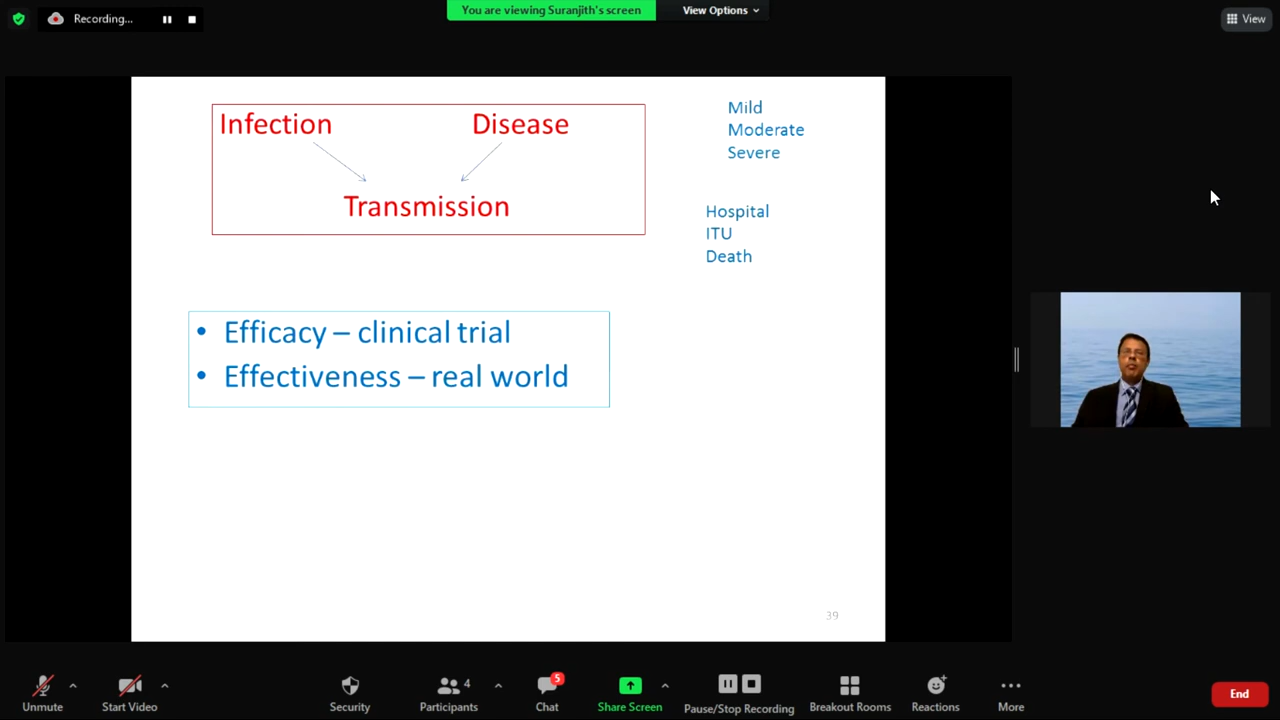 Recording...
You are viewing Suranjith's screen
View Options
View
Infection
Disease
Transmission
Mild
Moderate
Severe
Hospital
ITU
Death
• Efficacy – clinical trial
• Effectiveness – real world
39
Unmute
Start Video
Security
4
Participants
5
Chat
Share Screen
Pause/Stop Recording
Breakout Rooms
Reactions
More
End